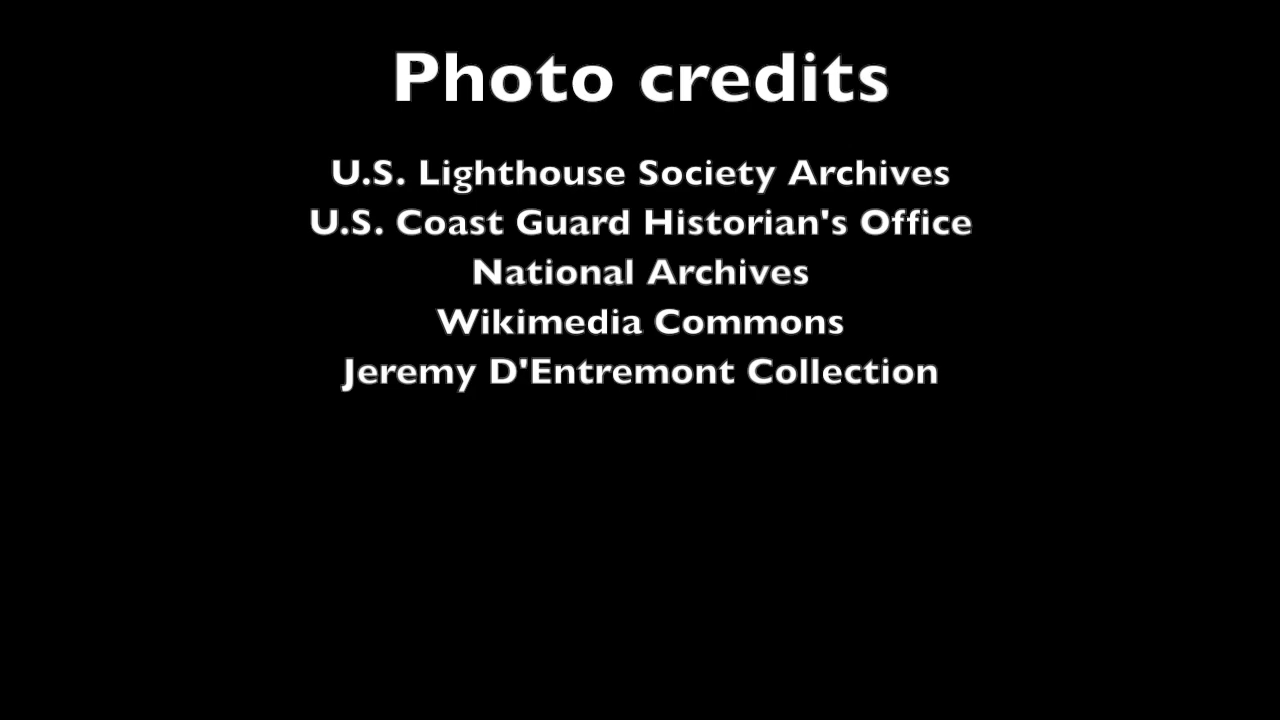 Photo credits
U.S. Lighthouse Society Archives
U.S. Coast Guard Historian's Office
National Archives
Wikimedia Commons
Jeremy D'Entremont Collection